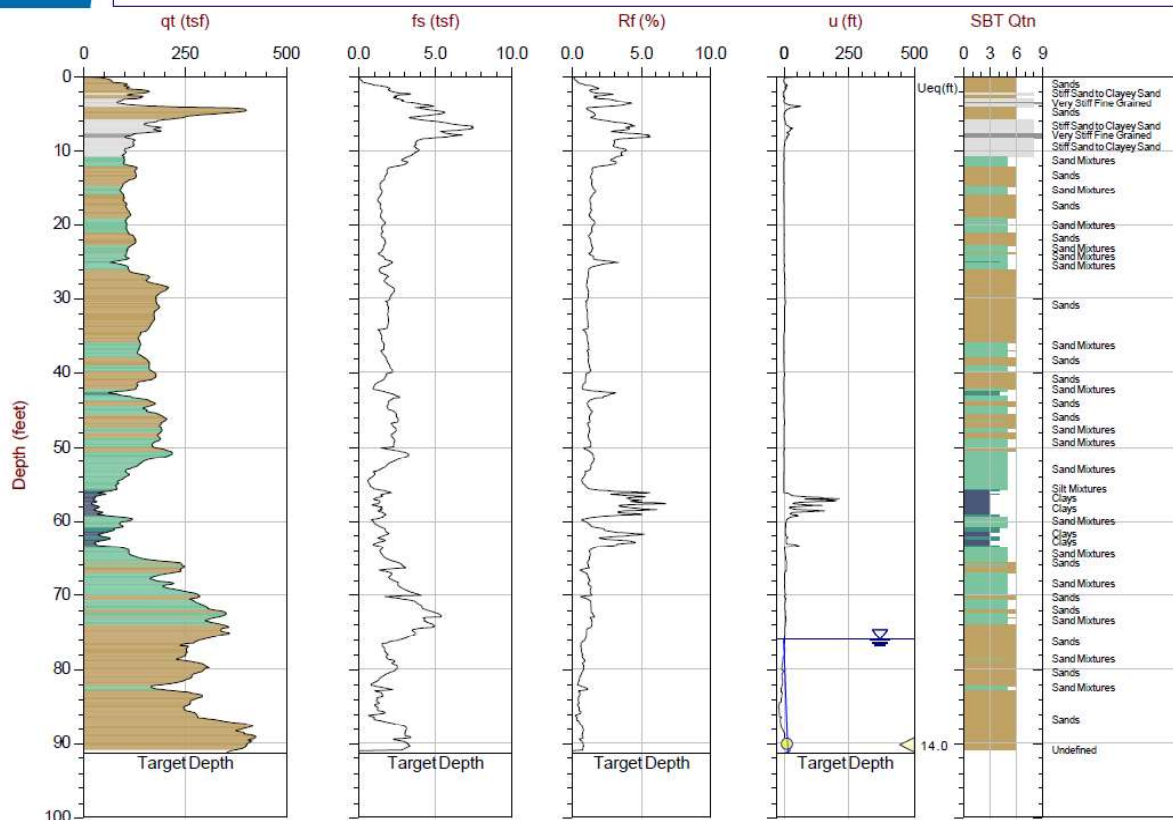 qt (tsf) fs (tsf) Rf (%) u (ft) SBT Qtn
0 250 500 0.0 5.0 10.0 0.0 5.0 10.0 0 250 500 0 3 6 9
Depth (feet)
0
10
20
30
40
50
60
70
80
90
100
Ueq(ft)
14.0
Sands
Stiff Sand to Clayey Sand
Very Stiff Fine Grained
Sands
Stiff Sand to Clayey Sand
Very Stiff Fine Grained
Stiff Sand to Clayey Sand
Sand Mixtures
Sands
Sand Mixtures
Sands
Sand Mixtures
Sands
Sand Mixtures
Sand Mixtures
Sand Mixtures
Sands
Sand Mixtures
Sands
Sands
Sand Mixtures
Sands
Sands
Sand Mixtures
Sand Mixtures
Sand Mixtures
Silt Mixtures
Clays
Clays
Sand Mixtures
Clays
Clays
Sand Mixtures
Sands
Sand Mixtures
Sands
Sands
Sand Mixtures
Sands
Sand Mixtures
Sands
Sand Mixtures
Sands
Undefined
Target Depth Target Depth Target Depth Target Depth